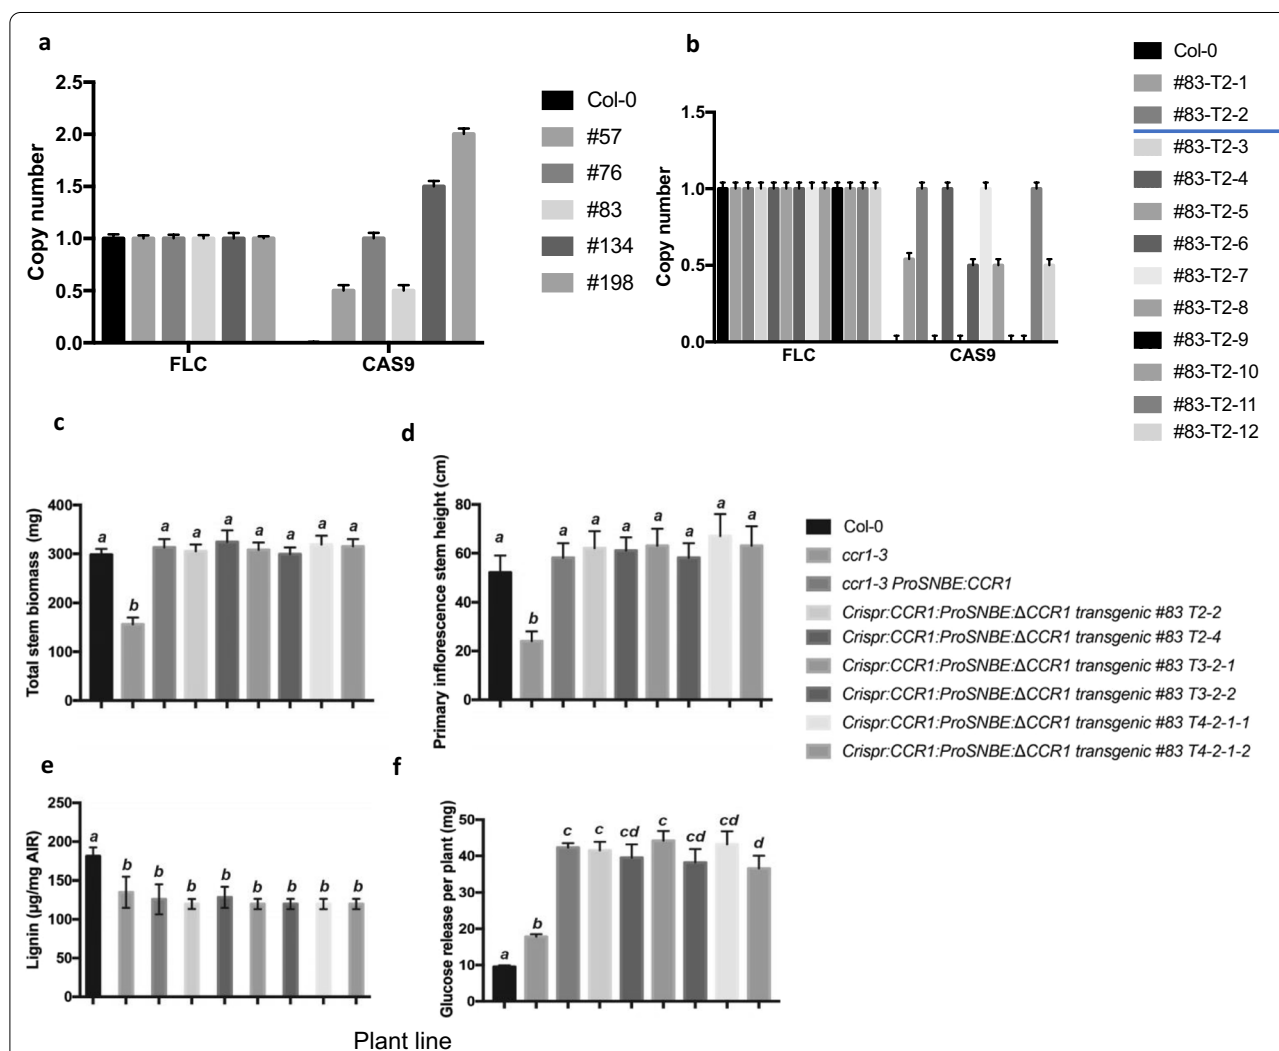 a
Copy number
2.5
2.0
1.5
1.0
0.5
0.0
FLC
CAS9
Col-0
#57
#76
#83
#134
#198
b
Copy number
1.5
1.0
0.5
0.0
FLC
CAS9
Col-0
#83-T2-1
#83-T2-2
#83-T2-3
#83-T2-4
#83-T2-5
#83-T2-6
#83-T2-7
#83-T2-8
#83-T2-9
#83-T2-10
#83-T2-11
#83-T2-12
c
Total stem biomass (mg)
400
300
200
100
0
a
b
a
a
a
a
a
a
a
d
Primary inflorescence stem height (cm)
80
60
40
20
0
a
b
a
a
a
a
a
a
a
Col-0
ccr1-3
ccr1-3 ProSNBE:CCR1
Crispr:CCR1:ProSNBE:ΔCCR1 transgenic #83 T2-2
Crispr:CCR1:ProSNBE:ΔCCR1 transgenic #83 T2-4
Crispr:CCR1:ProSNBE:ΔCCR1 transgenic #83 T3-2-1
Crispr:CCR1:ProSNBE:ΔCCR1 transgenic #83 T3-2-2
Crispr:CCR1:ProSNBE:ΔCCR1 transgenic #83 T4-2-1-1
Crispr:CCR1:ProSNBE:ΔCCR1 transgenic #83 T4-2-1-2
e
Lignin (µg/mg AIR)
250
200
150
100
50
0
a
b
b
b
b
b
b
b
b
f
Glucose release per plant (mg)
50
40
30
20
10
0
a
b
c
c
cd
c
cd
cd
d
Plant line